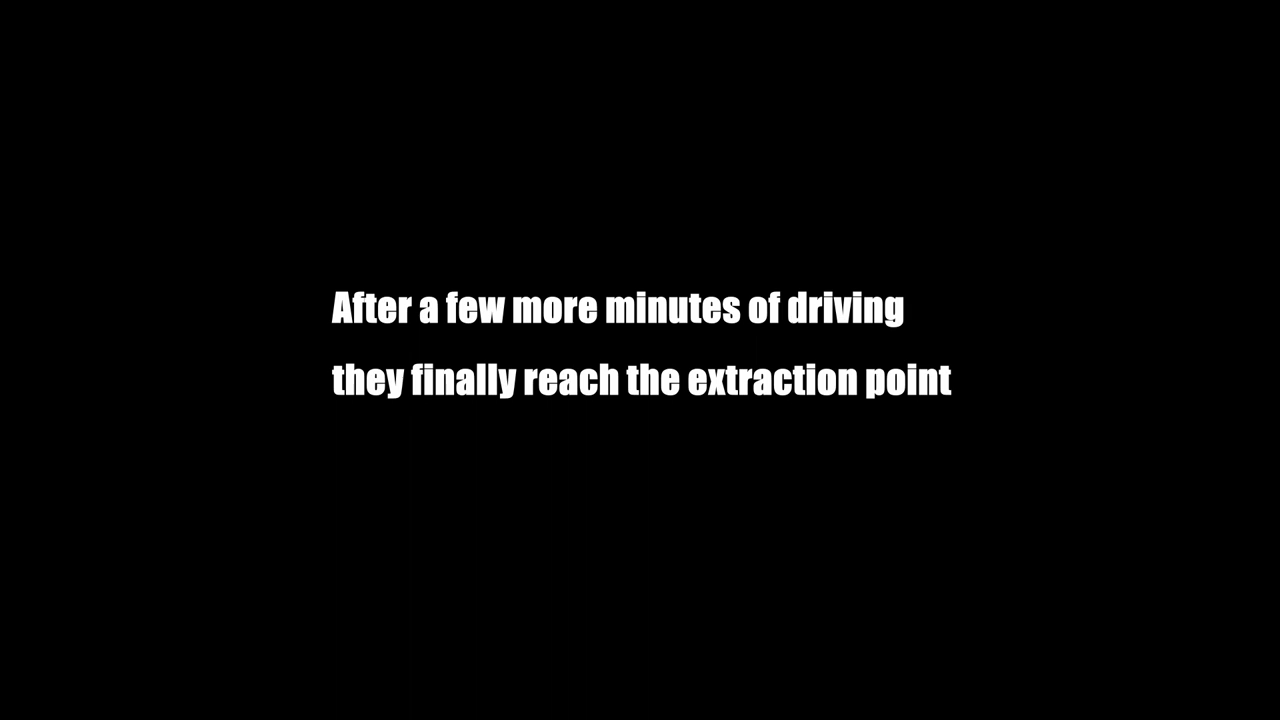 After a few more minutes of driving
they finally reach the extraction point